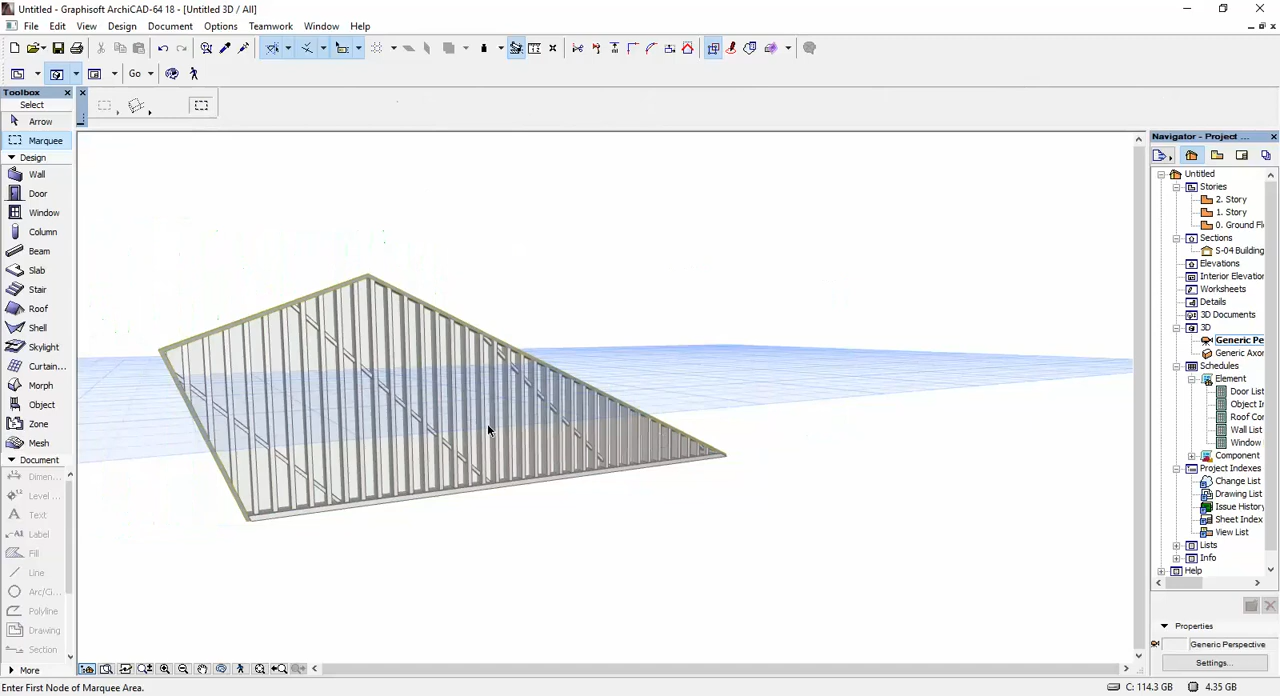 Untitled - Graphisoft ArchiCAD-64 18 - [Untitled 3D / All]
File Edit View Design Document Options Teamwork Window Help
Go
Toolbox
Select
Arrow
Marquee
Design
Wall
Door
Window
Column
Beam
Slab
Stair
Roof
Shell
Skylight
Curtain...
Morph
Object
Zone
Mesh
Document
Dimen...
Level ...
Text
Label
Fill
Line
Arc/Ci...
Polyline
Drawing
Section
More
Navigator - Project ...
Untitled
Stories
2. Story
1. Story
0. Ground Fl
Sections
S-04 Building
Elevations
Interior Elevatio
Worksheets
Details
3D Documents
3D
Generic Pe
Generic Axo
Schedules
Element
Door List
Object In
Roof Co
Wall List
Window
Component
Project Indexes
Change List
Drawing List
Issue History
Sheet Index
View List
Lists
Info
Help
Properties
Generic Perspective
Settings...
Enter First Node of Marquee Area.
C: 114.3 GB 4.35 GB